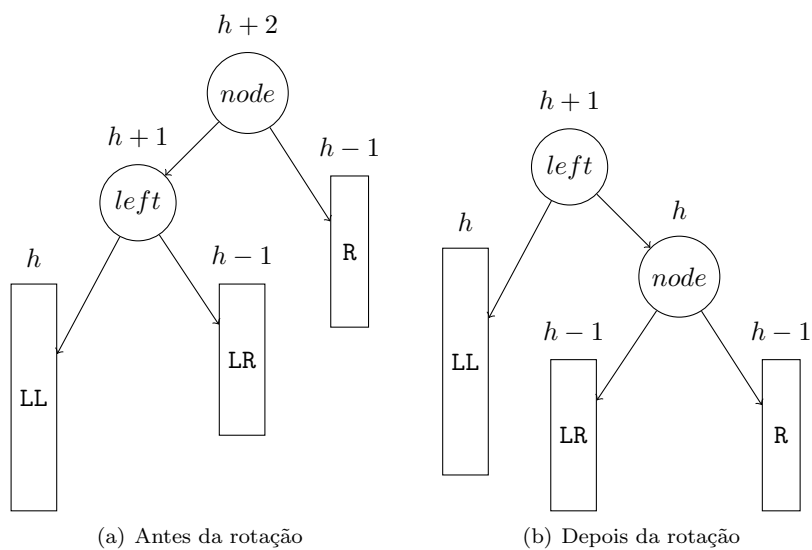 h + 2
node
h + 1
left
h − 1
R
h
LL
h − 1
LR
(a) Antes da rotação
h + 1
left
h
LL
h
node
h − 1
LR
h − 1
R
(b) Depois da rotação